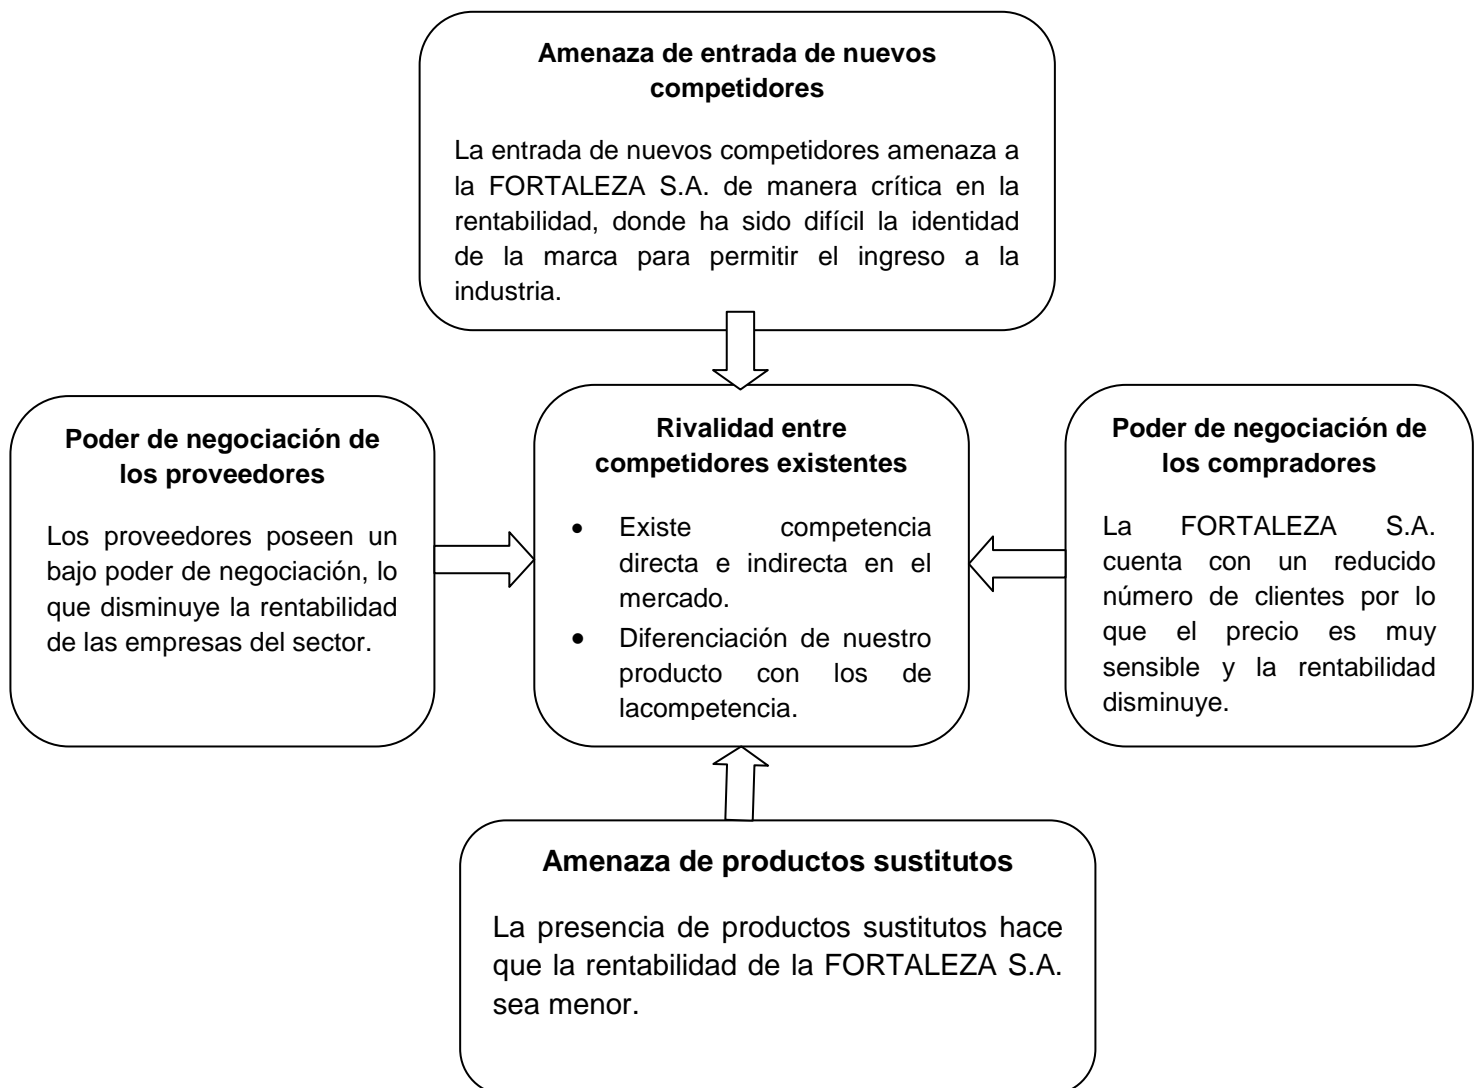 Amenaza de entrada de nuevos
competidores
La entrada de nuevos competidores amenaza a
la FORTALEZA S.A. de manera crítica en la
rentabilidad, donde ha sido difícil la identidad
de la marca para permitir el ingreso a la
industria.
Poder de negociación de
los proveedores
Los proveedores poseen un
bajo poder de negociación, lo
que disminuye la rentabilidad
de las empresas del sector.
Rivalidad entre
competidores existentes
• Existe competencia
directa e indirecta en el
mercado.
• Diferenciación de nuestro
producto con los de
lacompetencia.
Poder de negociación de
los compradores
La FORTALEZA S.A.
cuenta con un reducido
número de clientes por lo
que el precio es muy
sensible y la rentabilidad
disminuye.
Amenaza de productos sustitutos
La presencia de productos sustitutos hace
que la rentabilidad de la FORTALEZA S.A.
sea menor.